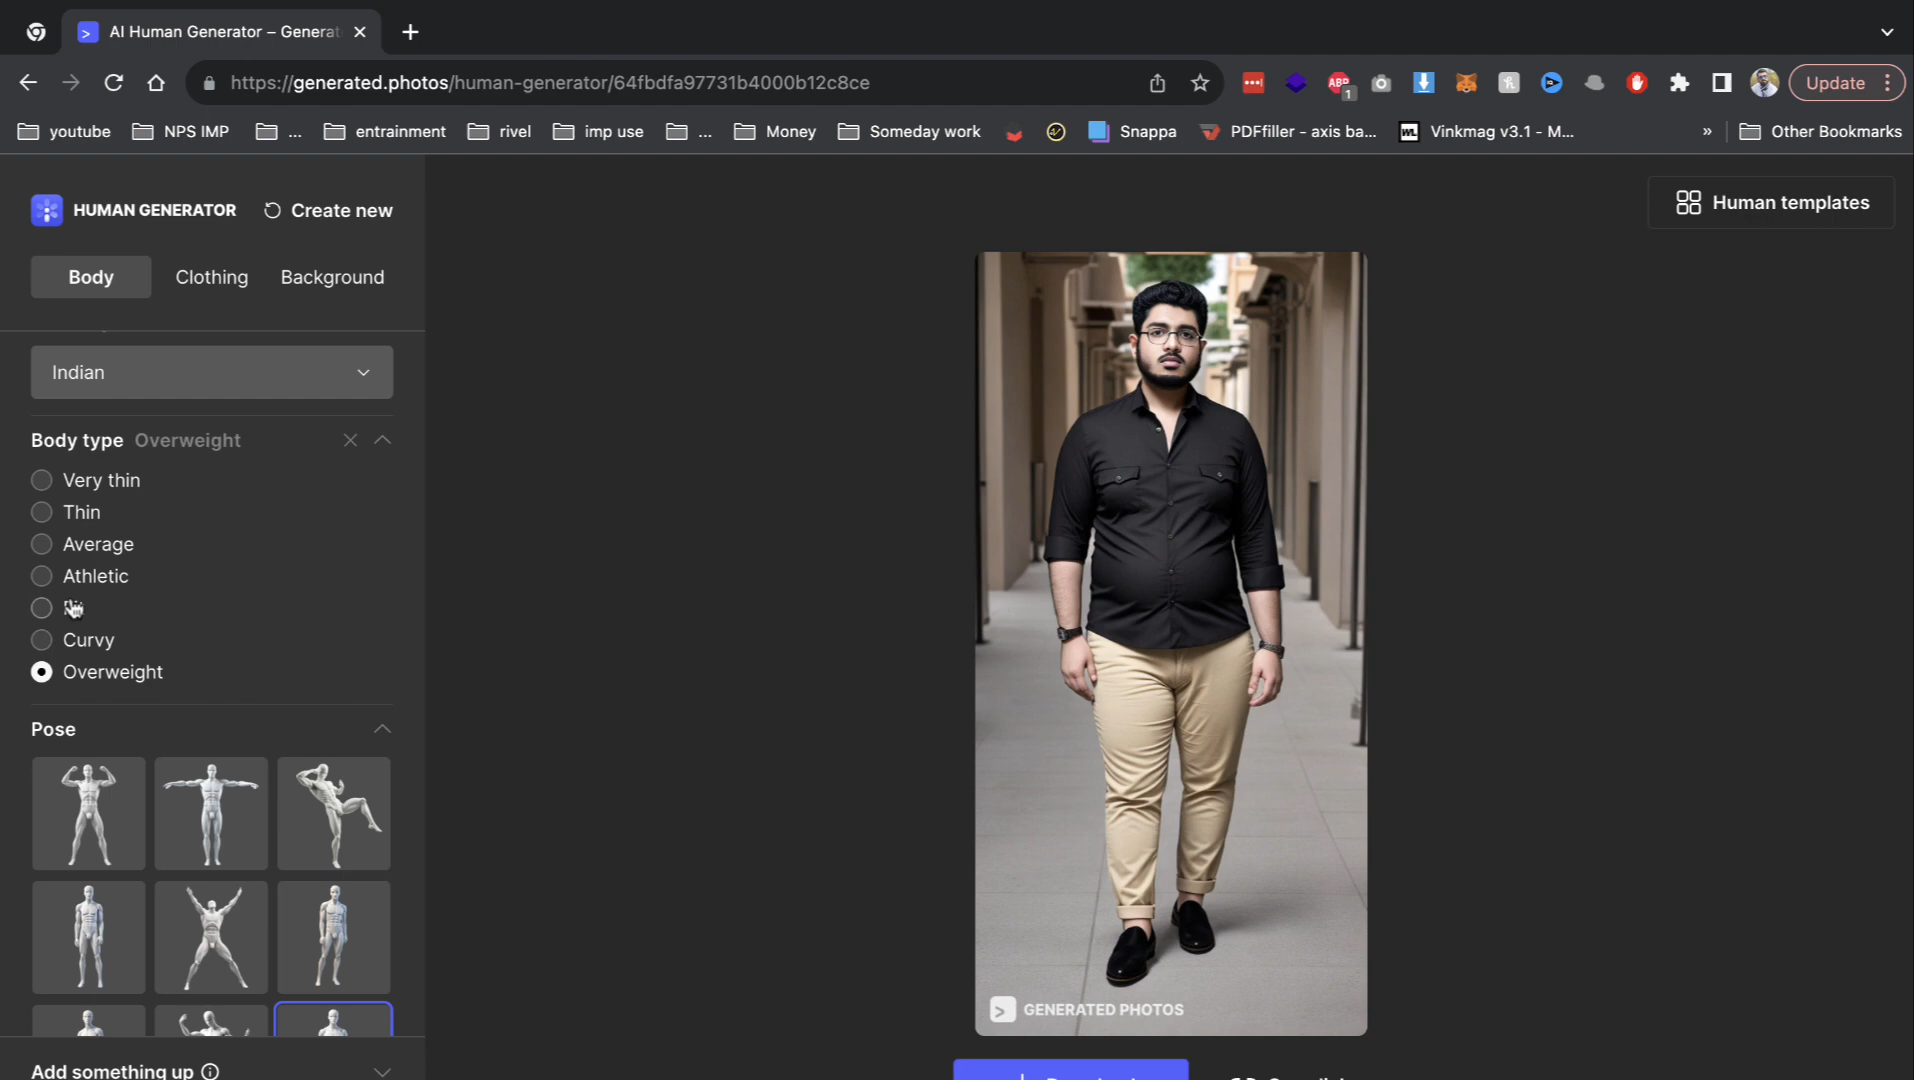 AI Human Generator – Generat
https://generated.photos/human-generator/64fbdfa97731b4000b12c8ce
ABP
1
Update
youtube
NPS IMP
...
entrainment
rivel
imp use
...
Money
Someday work
Snappa
PDFfiller - axis ba...
Vinkmag v3.1 - M...
»
Other Bookmarks
HUMAN GENERATOR
Create new
Human templates
Body
Clothing
Background
Indian
Body type Overweight
Very thin
Thin
Average
Athletic
Curvy
Overweight
Pose
GENERATED PHOTOS
Add something up